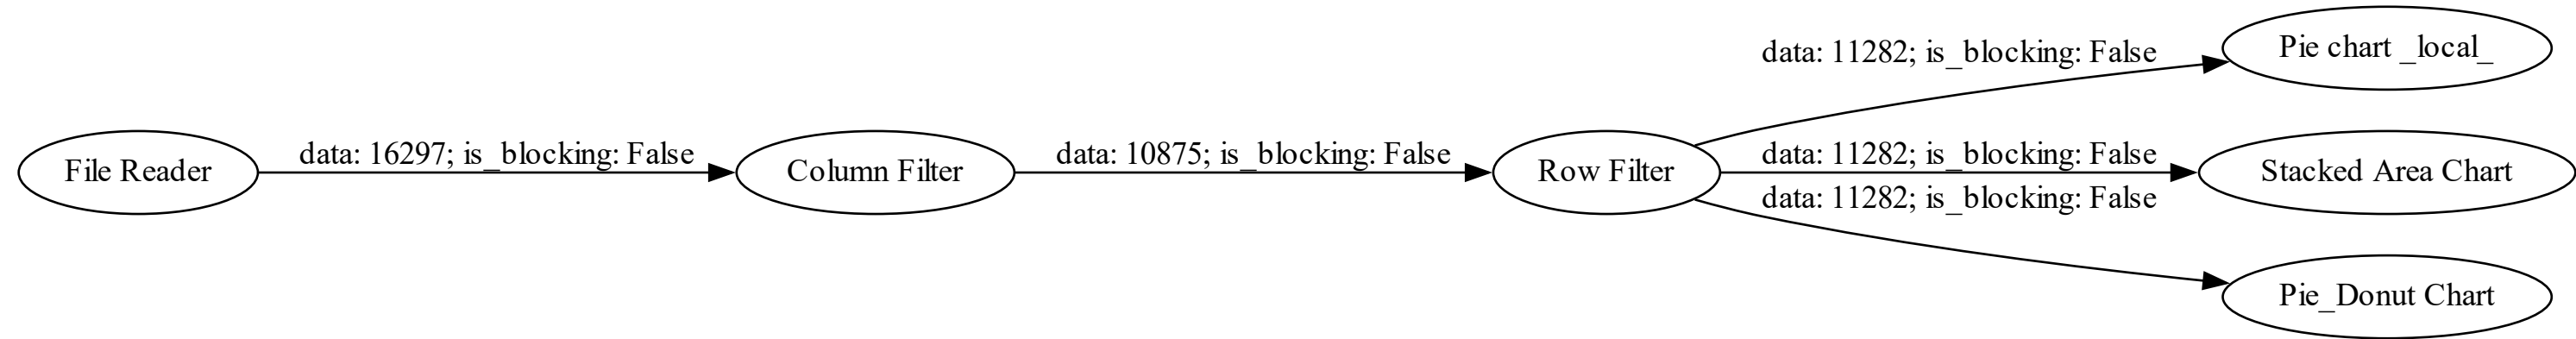 File Reader
data: 16297; is_blocking: False
Column Filter
data: 10875; is_blocking: False
Row Filter
data: 11282; is_blocking: False
Pie chart _local_
data: 11282; is_blocking: False
Stacked Area Chart
data: 11282; is_blocking: False
Pie_Donut Chart